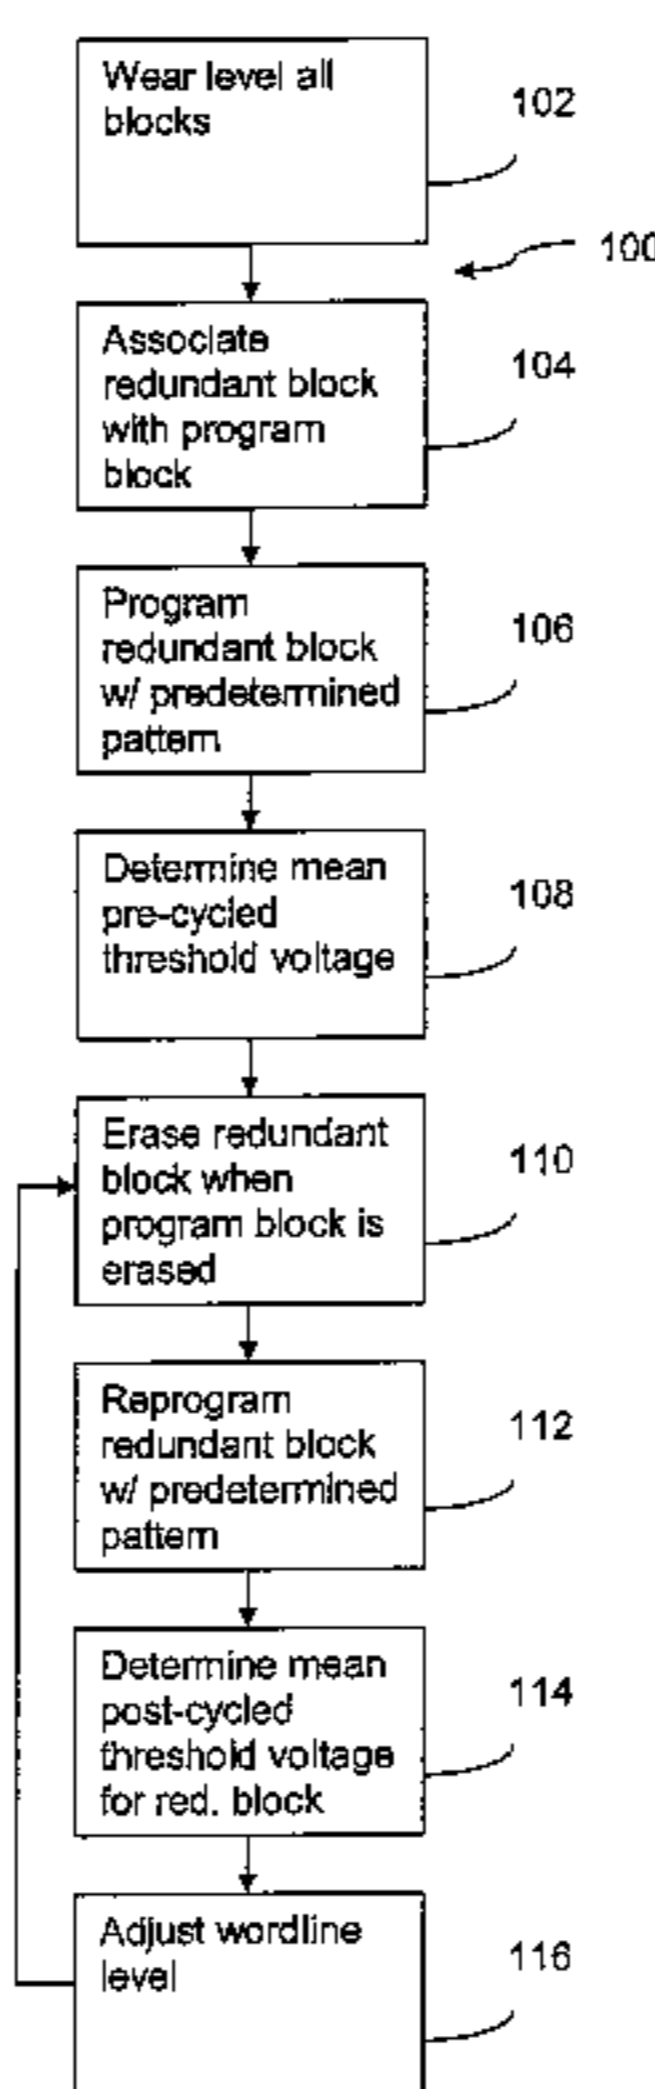 Wear level all
blocks
102
100
Associate
redundant block
with program
block
104
Program
redundant block
w/ predetermined
pattern
106
Determine mean
pre-cycled
threshold voltage
108
Erase redundant
block when
program block is
erased
110
Reprogram
redundant block
w/ predetermined
pattern
112
Determine mean
post-cycled
threshold voltage
for red. block
114
Adjust wordline
level
116